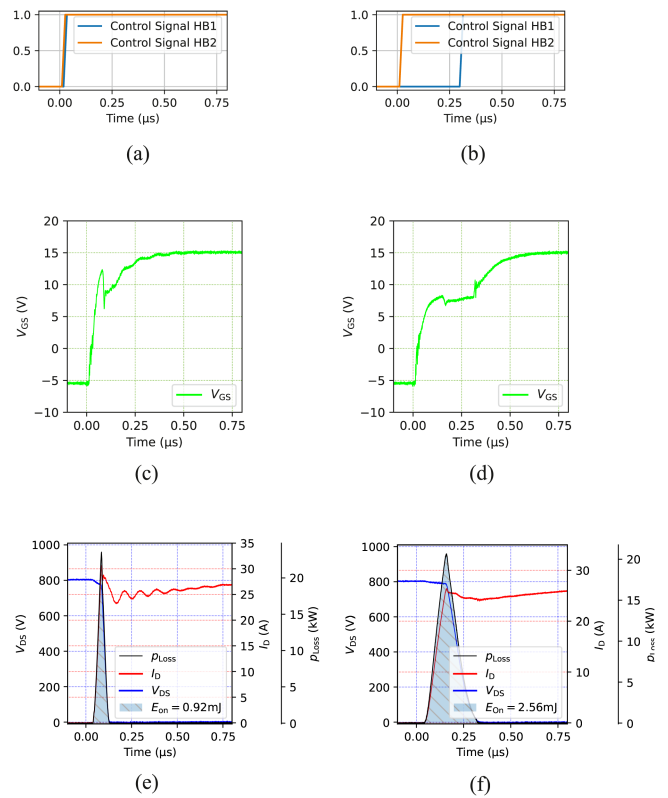 1.0
0.5
0.0
Control Signal HB1
Control Signal HB2
0.00 0.25 0.50 0.75
Time (μs)
(a)
1.0
0.5
0.0
Control Signal HB1
Control Signal HB2
0.00 0.25 0.50 0.75
Time (μs)
(b)
20
15
10
5
0
−5
−10
VGS (V)
VGS
0.00 0.25 0.50 0.75
Time (μs)
(c)
20
15
10
5
0
−5
−10
VGS (V)
VGS
0.00 0.25 0.50 0.75
Time (μs)
(d)
1000
800
600
400
200
0
VDS (V)
pLoss
ID
VDS
Eon = 0.92mJ
35
30
25
20
15
10
5
0
ID (A)
20
15
10
5
0
pLoss (kW)
0.00 0.25 0.50 0.75
Time (μs)
(e)
1000
800
600
400
200
0
VDS (V)
pLoss
ID
VDS
EOn = 2.56mJ
30
20
10
0
ID (A)
20
15
10
5
0
pLoss (kW)
0.00 0.25 0.50 0.75
Time (μs)
(f)